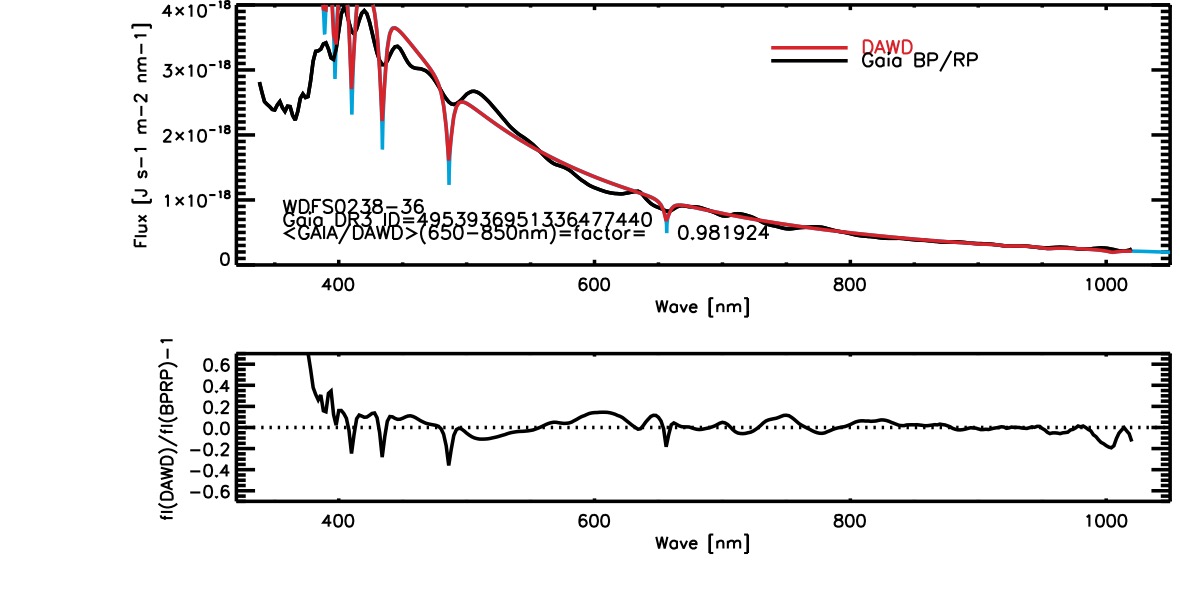 4×10−18
3×10−18
2×10−18
1×10−18
0
Flux [J s−1 m−2 nm−1]
DAWD
Gaia BP/RP
WDFS0238−36
Gaia DR3 ID=4953936951336477440
<GAIA/DAWD>(650−850nm)=factor= 0.981924
400 600 800 1000
Wave [nm]
0.6
0.4
0.2
0.0
−0.2
−0.4
−0.6
fl(DAWD)/fl(BPRP)−1
400 600 800 1000
Wave [nm]